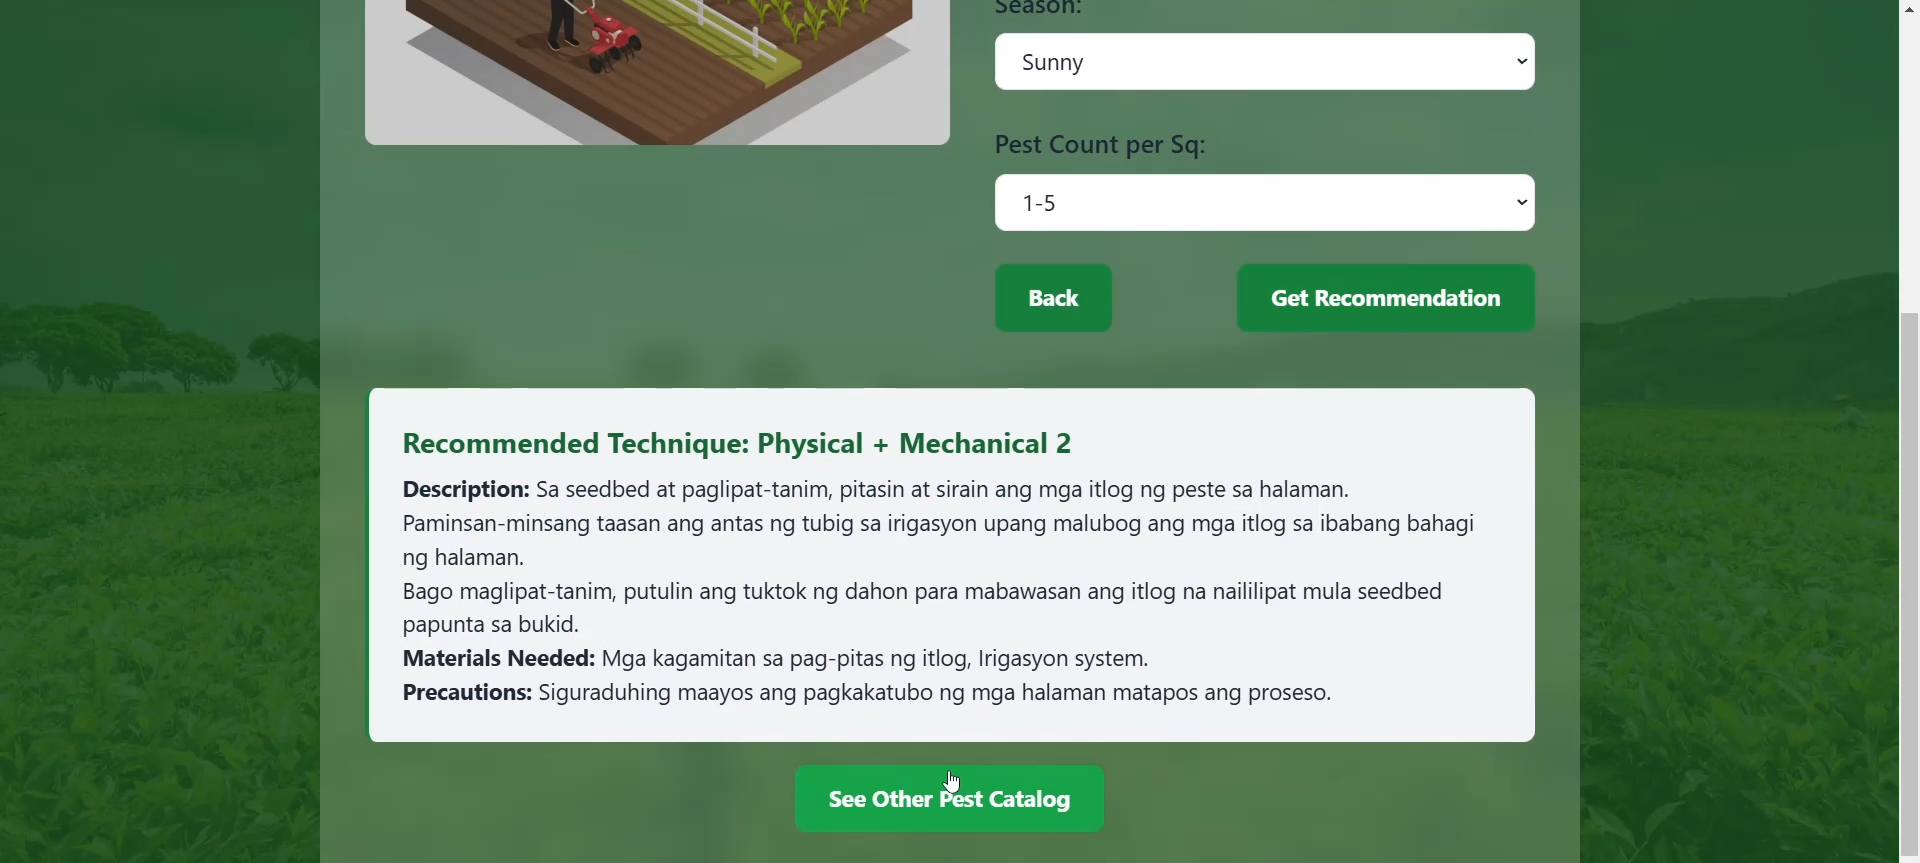 Season:
Sunny
Pest Count per Sq:
1-5
Back
Get Recommendation
Recommended Technique: Physical + Mechanical 2
Description: Sa seedbed at paglipat-tanim, pitasin at sirain ang mga itlog ng peste sa halaman.
Paminsan-minsang taasan ang antas ng tubig sa irigasyon upang malubog ang mga itlog sa ibabang bahagi
ng halaman.
Bago maglipat-tanim, putulin ang tuktok ng dahon para mabawasan ang itlog na naililipat mula seedbed
papunta sa bukid.
Materials Needed: Mga kagamitan sa pag-pitas ng itlog, Irigasyon system.
Precautions: Siguraduhing maayos ang pagkakatubo ng mga halaman matapos ang proseso.
See Other Pest Catalog